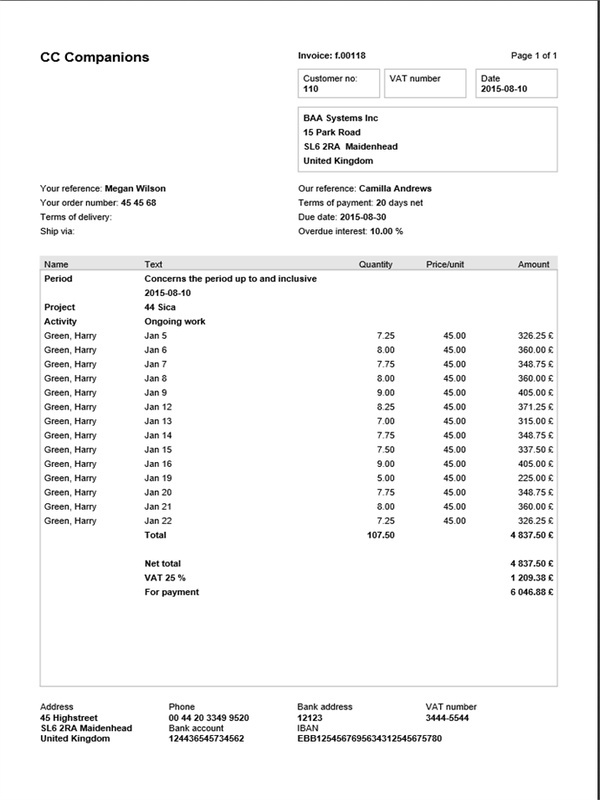 CC Companions
Invoice: f.00118 Page 1 of 1
Customer no: VAT number Date
110 2015-08-10
BAA Systems Inc
15 Park Road
SL6 2RA Maidenhead
United Kingdom
Your reference: Megan Wilson Our reference: Camilla Andrews
Your order number: 45 45 68 Terms of payment: 20 days net
Terms of delivery: Due date: 2015-08-30
Ship via: Overdue interest: 10.00 %
Name Text Quantity Price/unit Amount
Period Concerns the period up to and inclusive
2015-08-10
Project 44 Sica
Activity Ongoing work
Green, Harry Jan 5 7.25 45.00 326.25 £
Green, Harry Jan 6 8.00 45.00 360.00 £
Green, Harry Jan 7 7.75 45.00 348.75 £
Green, Harry Jan 8 8.00 45.00 360.00 £
Green, Harry Jan 9 9.00 45.00 405.00 £
Green, Harry Jan 12 8.25 45.00 371.25 £
Green, Harry Jan 13 7.00 45.00 315.00 £
Green, Harry Jan 14 7.75 45.00 348.75 £
Green, Harry Jan 15 7.50 45.00 337.50 £
Green, Harry Jan 16 9.00 45.00 405.00 £
Green, Harry Jan 19 5.00 45.00 225.00 £
Green, Harry Jan 20 7.75 45.00 348.75 £
Green, Harry Jan 21 8.00 45.00 360.00 £
Green, Harry Jan 22 7.25 45.00 326.25 £
Total 107.50 4 837.50 £
Net total 4 837.50 £
VAT 25 % 1 209.38 £
For payment 6 046.88 £
Address Phone Bank address VAT number
45 Highstreet 00 44 20 3349 9520 12123 3444-5544
SL6 2RA Maidenhead Bank account IBAN
United Kingdom 124436545734562 EBB1254567695634312545675780